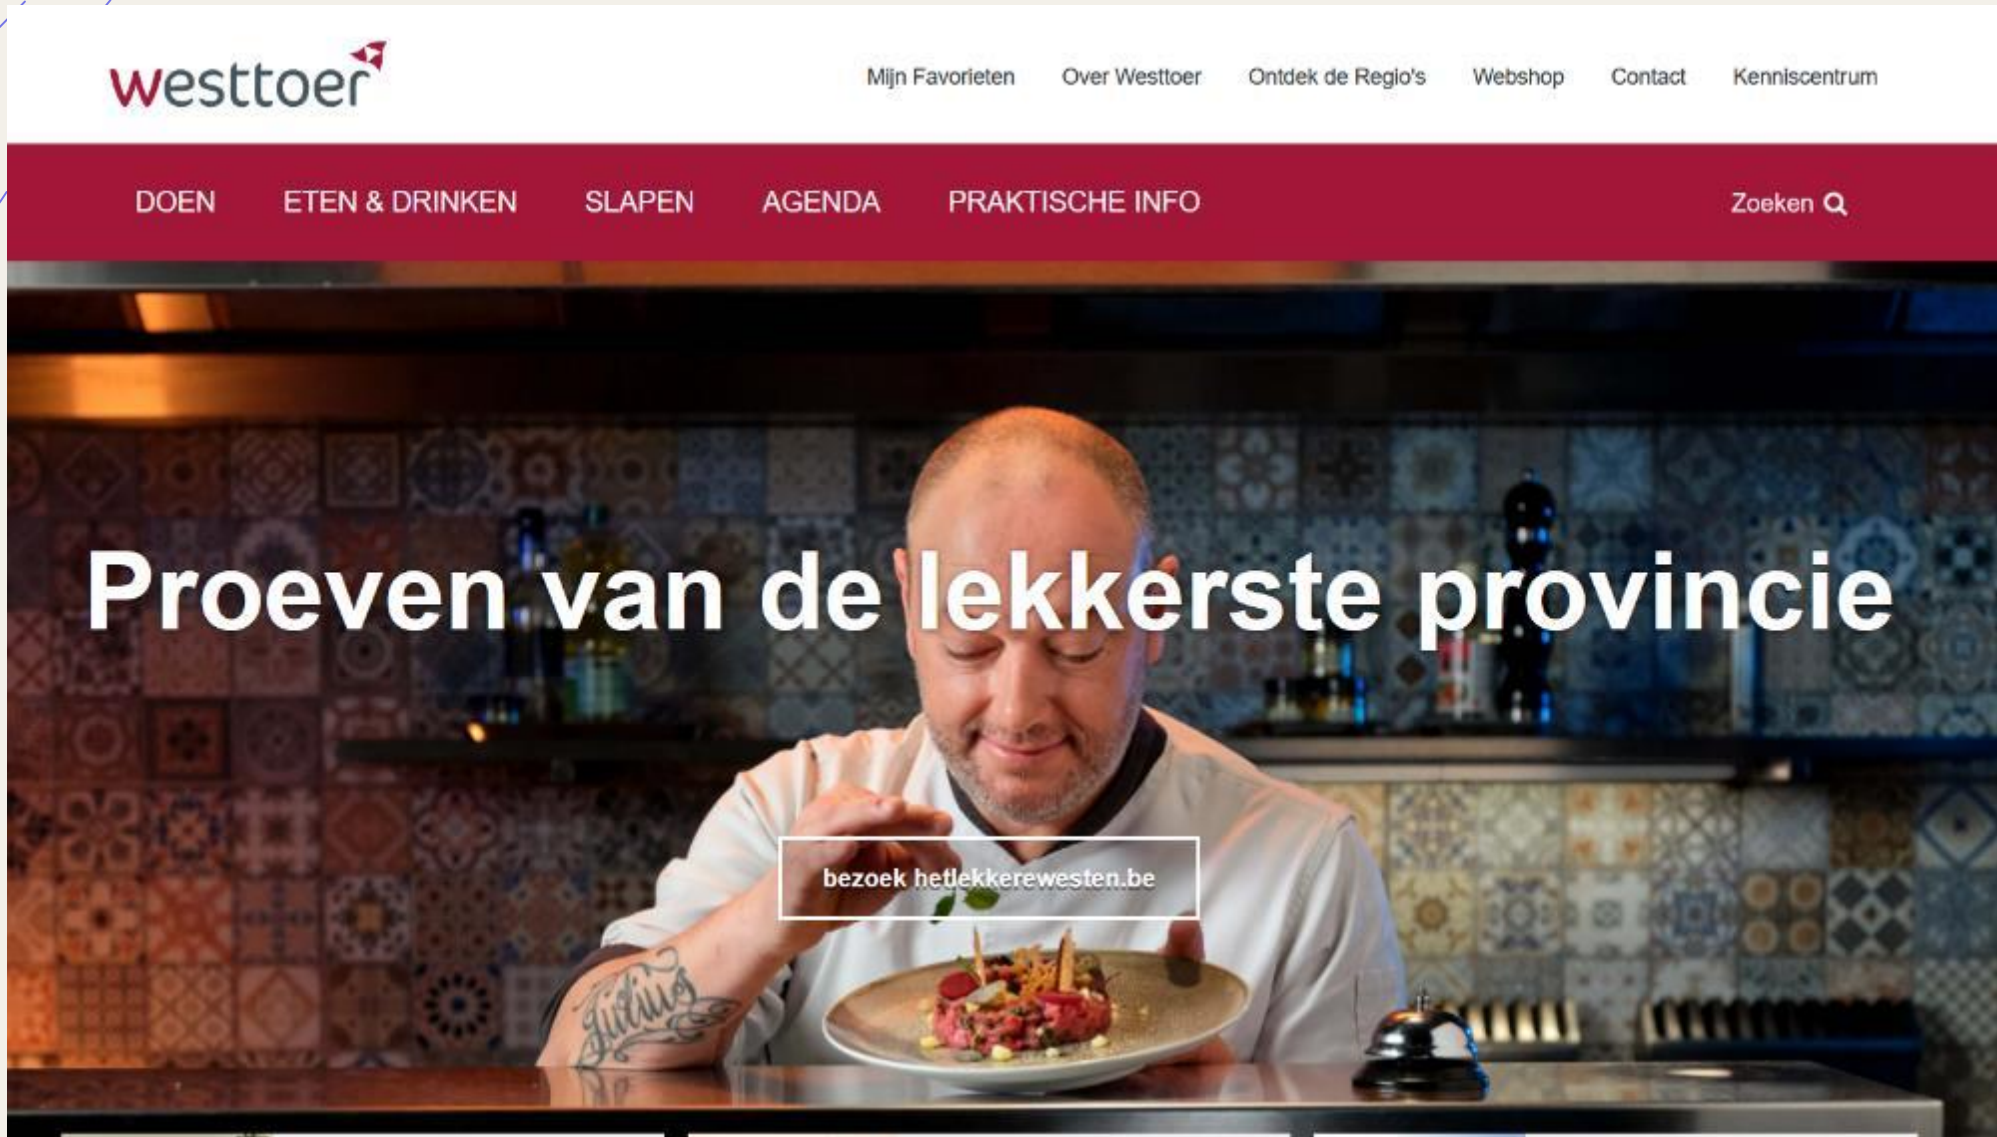 westtoer
Mijn Favorieten Over Westtoer Ontdek de Regio's Webshop Contact Kenniscentrum
DOEN ETEN & DRINKEN SLAPEN AGENDA PRAKTISCHE INFO Zoeken
Proeven van de lekkerste provincie
bezoek hetlekkerewesten.be
Julius